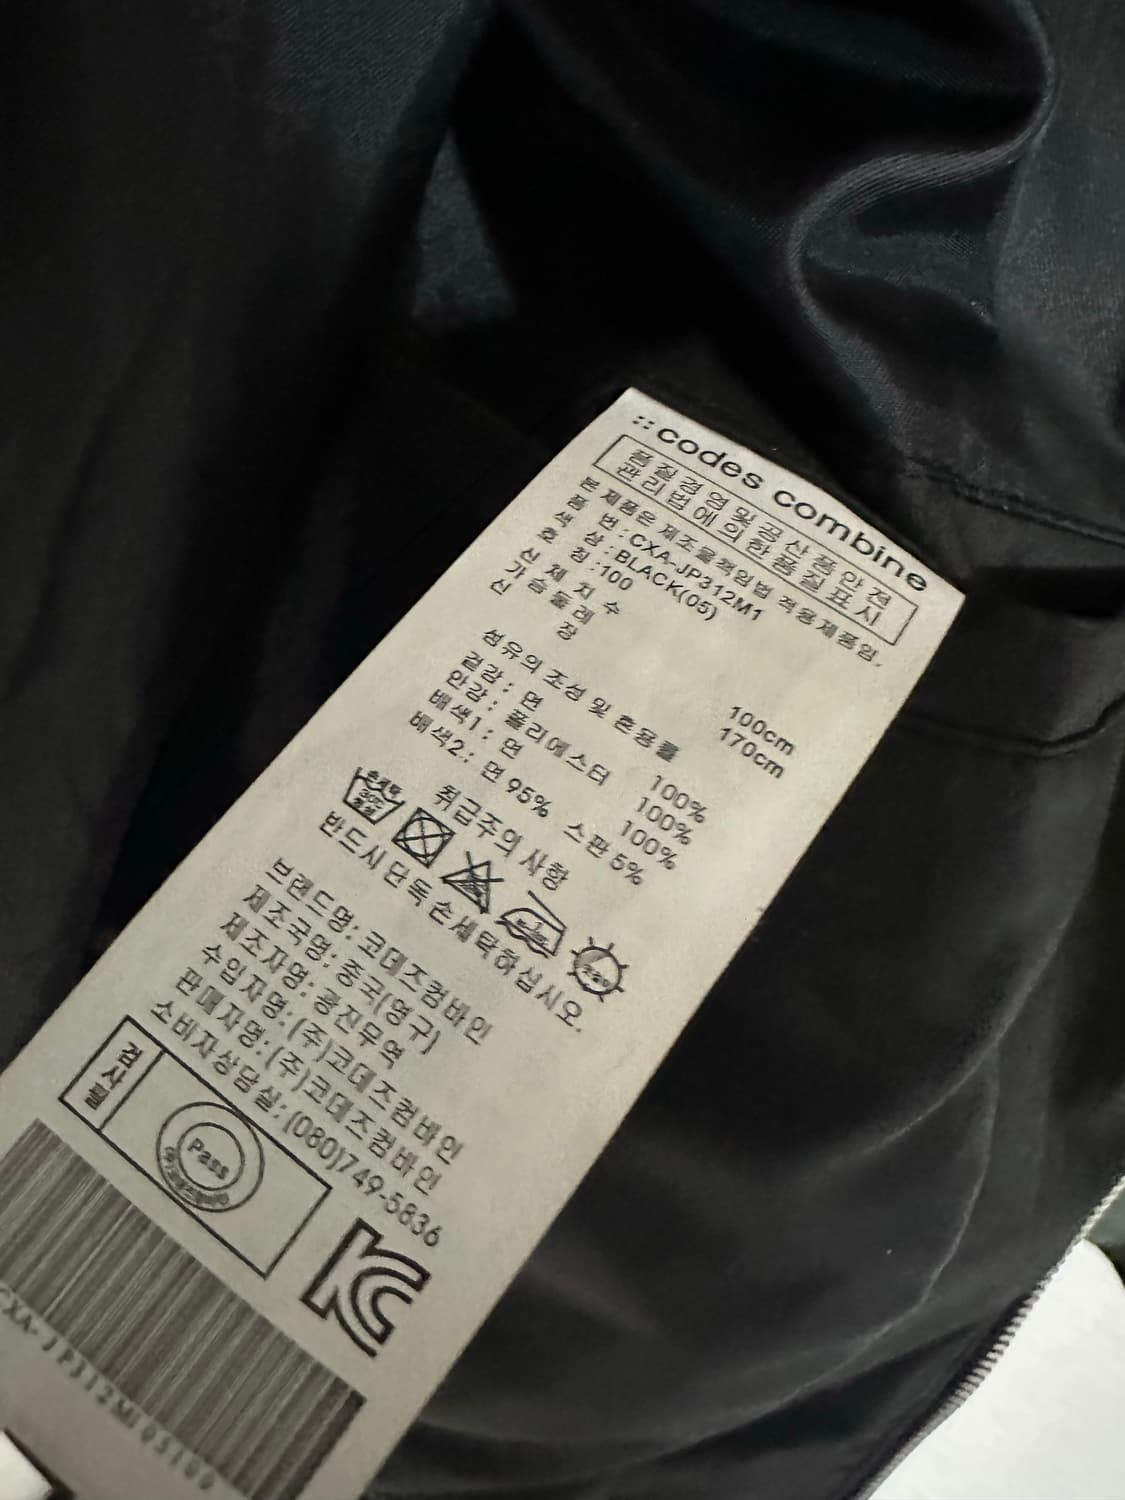 ::codes combine
품질경영및공산품안전
관리법에의한품질표시
본 제품은 제조물책임법 적용제품임.
품 번:CXA-JP312M1
색 상:BLACK(05)
호 칭:100
신 체 치 수
가슴둘레 100cm
신 장 170cm
섬유의 조성 및 혼용률
겉감: 면 100%
안감: 폴리에스터 100%
배색1: 면 100%
배색2: 면 95% 스판 5%
취급주의 사항
반드시 단독손세탁하십시오.
브랜드명: 코데즈컴바인
제조국명: 중국(영구)
제조자명: 광진무역
수입자명: (주)코데즈컴바인
판매자명: (주)코데즈컴바인
소비자상담실: (080)749-5836
검사필
Pass
KC
CXA-JP312M105100